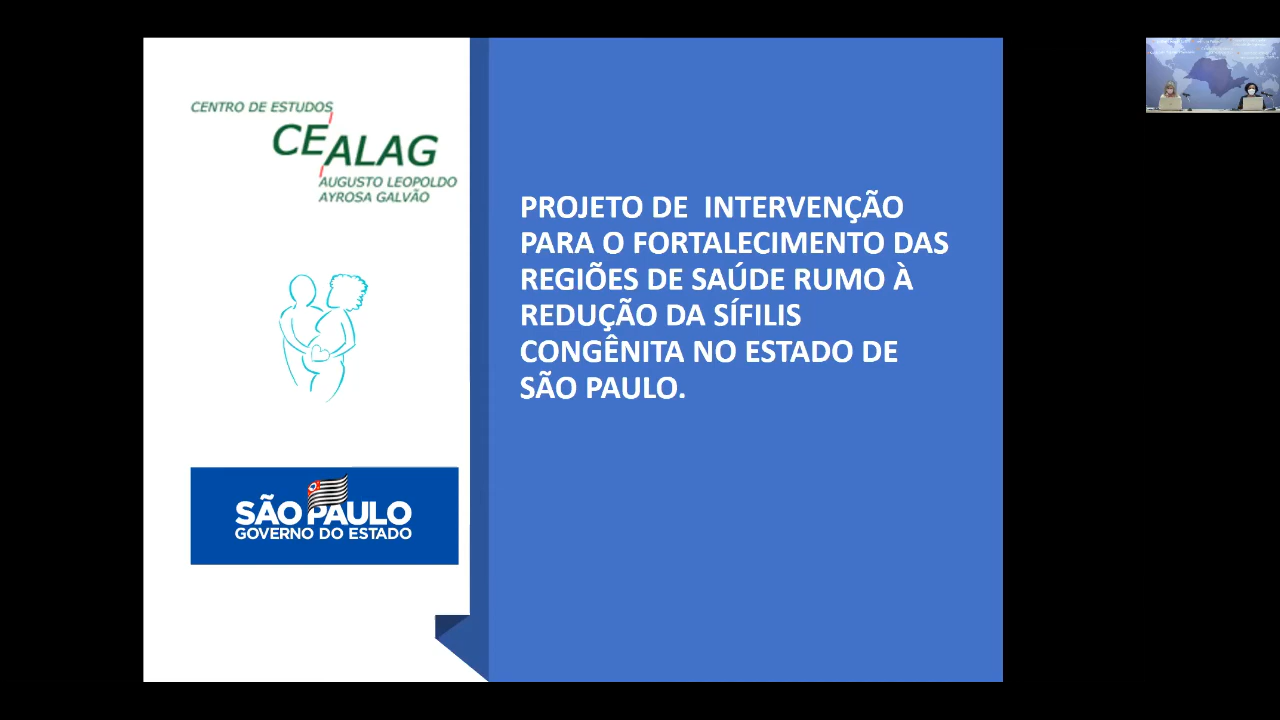 CENTRO DE ESTUDOS
CEALAG
AUGUSTO LEOPOLDO
AYROSA GALVÃO
SÃO PAULO
GOVERNO DO ESTADO
PROJETO DE INTERVENÇÃO
PARA O FORTALECIMENTO DAS
REGIÕES DE SAÚDE RUMO À
REDUÇÃO DA SÍFILIS
CONGÊNITA NO ESTADO DE
SÃO PAULO.